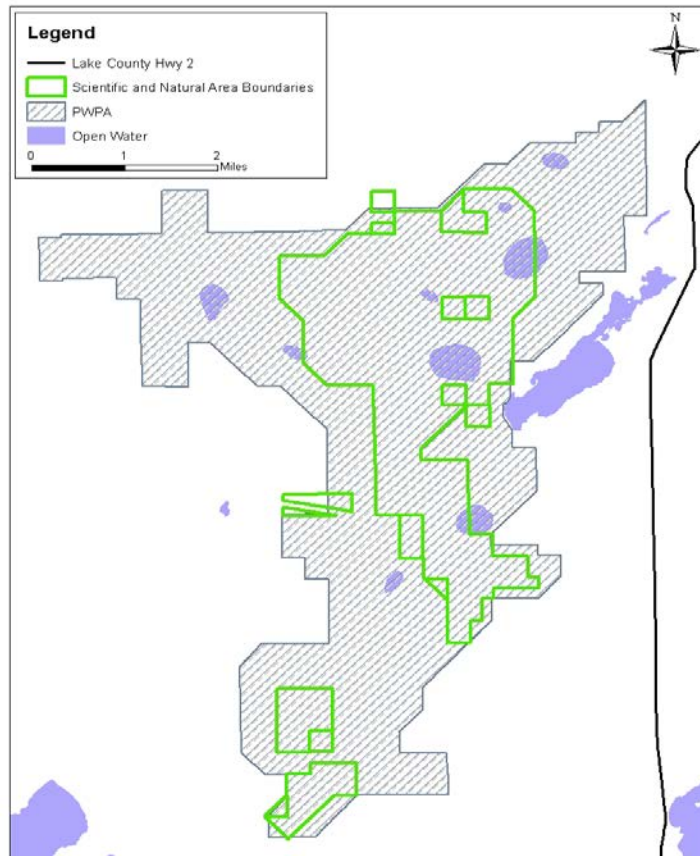 N
Legend
Lake County Hwy 2
Scientific and Natural Area Boundaries
PWPA
Open Water
0 1 2
Miles